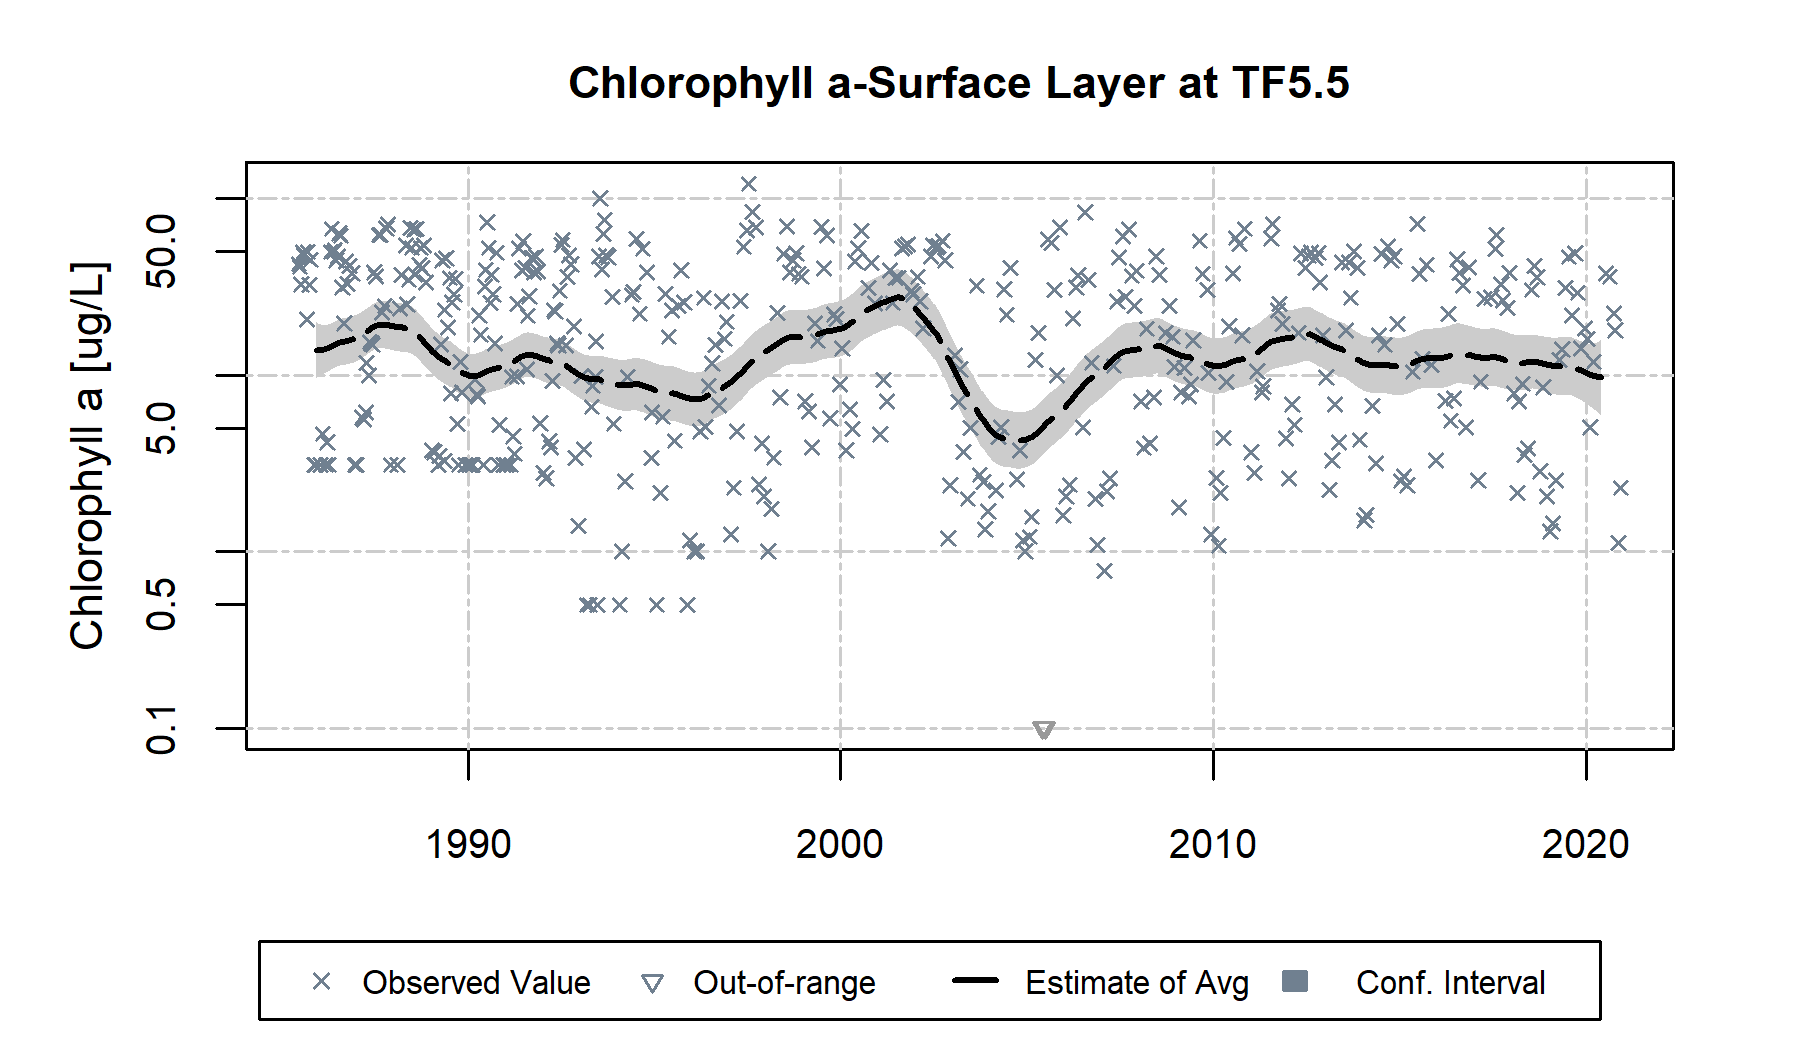 Chlorophyll a-Surface Layer at TF5.5
Chlorophyll a [ug/L]
50.0
5.0
0.5
0.1
1990 2000 2010 2020
Observed Value Out-of-range Estimate of Avg Conf. Interval